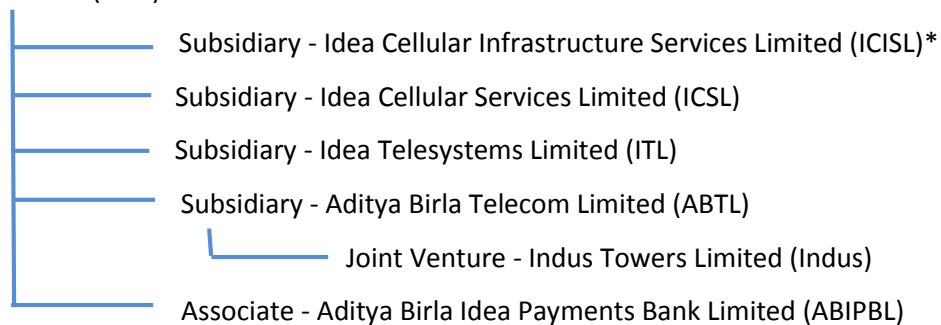 Subsidiary - Idea Cellular Infrastructure Services Limited (ICISL)*
Subsidiary - Idea Cellular Services Limited (ICSL)
Subsidiary - Idea Telesystems Limited (ITL)
Subsidiary - Aditya Birla Telecom Limited (ABTL)
Joint Venture - Indus Towers Limited (Indus)
Associate - Aditya Birla Idea Payments Bank Limited (ABIPBL)